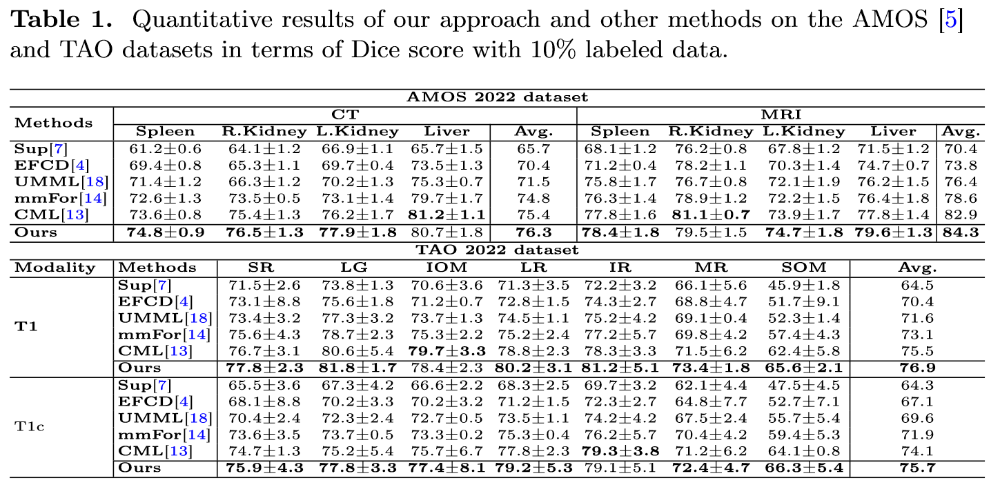 Table 1. Quantitative results of our approach and other methods on the AMOS [5]
and TAO datasets in terms of Dice score with 10% labeled data.
AMOS 2022 dataset
Methods CT MRI
Spleen R.Kidney L.Kidney Liver Avg. Spleen R.Kidney L.Kidney Liver Avg.
Sup[7] 61.2±0.6 64.1±1.2 66.9±1.1 65.7±1.5 65.7 68.1±1.2 76.2±0.8 67.8±1.2 71.5±1.2 70.4
EFCD[4] 69.4±0.8 65.3±1.1 69.7±0.4 73.5±1.3 70.4 71.2±0.4 78.2±1.1 70.3±1.4 74.7±0.7 73.8
UMML[18] 71.4±1.2 66.3±1.2 70.2±1.3 75.3±0.7 71.5 75.8±1.7 76.7±0.8 72.1±1.9 76.2±1.5 76.4
mmFor[14] 72.6±1.3 73.5±0.5 73.1±1.4 79.7±1.7 74.8 76.3±1.4 78.9±1.2 72.2±1.5 76.4±1.8 78.6
CML[13] 73.6±0.8 75.4±1.3 76.2±1.7 81.2±1.1 75.4 77.8±1.6 81.1±0.7 73.9±1.7 77.8±1.4 82.9
Ours 74.8±0.9 76.5±1.3 77.9±1.8 80.7±1.8 76.3 78.4±1.8 79.5±1.5 74.7±1.8 79.6±1.3 84.3
TAO 2022 dataset
Modality Methods SR LG IOM LR IR MR SOM Avg.
T1 Sup[7] 71.5±2.6 73.8±1.3 70.6±3.6 71.3±3.5 72.2±3.2 66.1±5.6 45.9±1.8 64.5
EFCD[4] 73.1±8.8 75.6±1.8 71.2±0.7 72.8±1.5 74.3±2.7 68.8±4.7 51.7±9.1 70.4
UMML[18] 73.4±3.2 77.3±3.2 73.7±1.3 74.5±1.1 75.2±4.2 69.1±0.4 52.3±1.4 71.6
mmFor[14] 75.6±4.3 78.7±2.3 75.3±2.2 75.2±2.4 77.2±5.7 69.8±4.2 57.4±4.3 73.1
CML[13] 76.7±3.1 80.6±5.4 79.7±3.3 78.8±2.3 78.3±3.3 71.5±6.2 62.4±5.8 75.5
Ours 77.8±2.3 81.8±1.7 78.4±2.3 80.2±3.1 81.2±5.1 73.4±1.8 65.6±2.1 76.9
T1c Sup[7] 65.5±3.6 67.3±4.2 66.6±2.2 68.3±2.5 69.7±3.2 62.1±4.4 47.5±4.5 64.3
EFCD[4] 68.1±8.8 70.2±3.3 70.2±3.2 71.2±1.5 72.3±2.7 64.8±7.7 52.7±7.1 67.1
UMML[18] 70.4±2.4 72.3±2.4 72.7±0.5 73.5±1.1 74.2±4.2 67.5±2.4 55.7±5.4 69.6
mmFor[14] 73.6±3.5 73.7±0.5 73.3±0.2 75.3±0.4 76.2±5.7 70.4±4.2 59.4±5.3 71.9
CML[13] 74.7±1.3 75.2±5.4 75.7±6.7 77.8±2.3 79.3±3.8 71.2±6.2 64.1±0.8 74.1
Ours 75.9±4.3 77.8±3.3 77.4±8.1 79.2±5.3 79.1±5.1 72.4±4.7 66.3±5.4 75.7